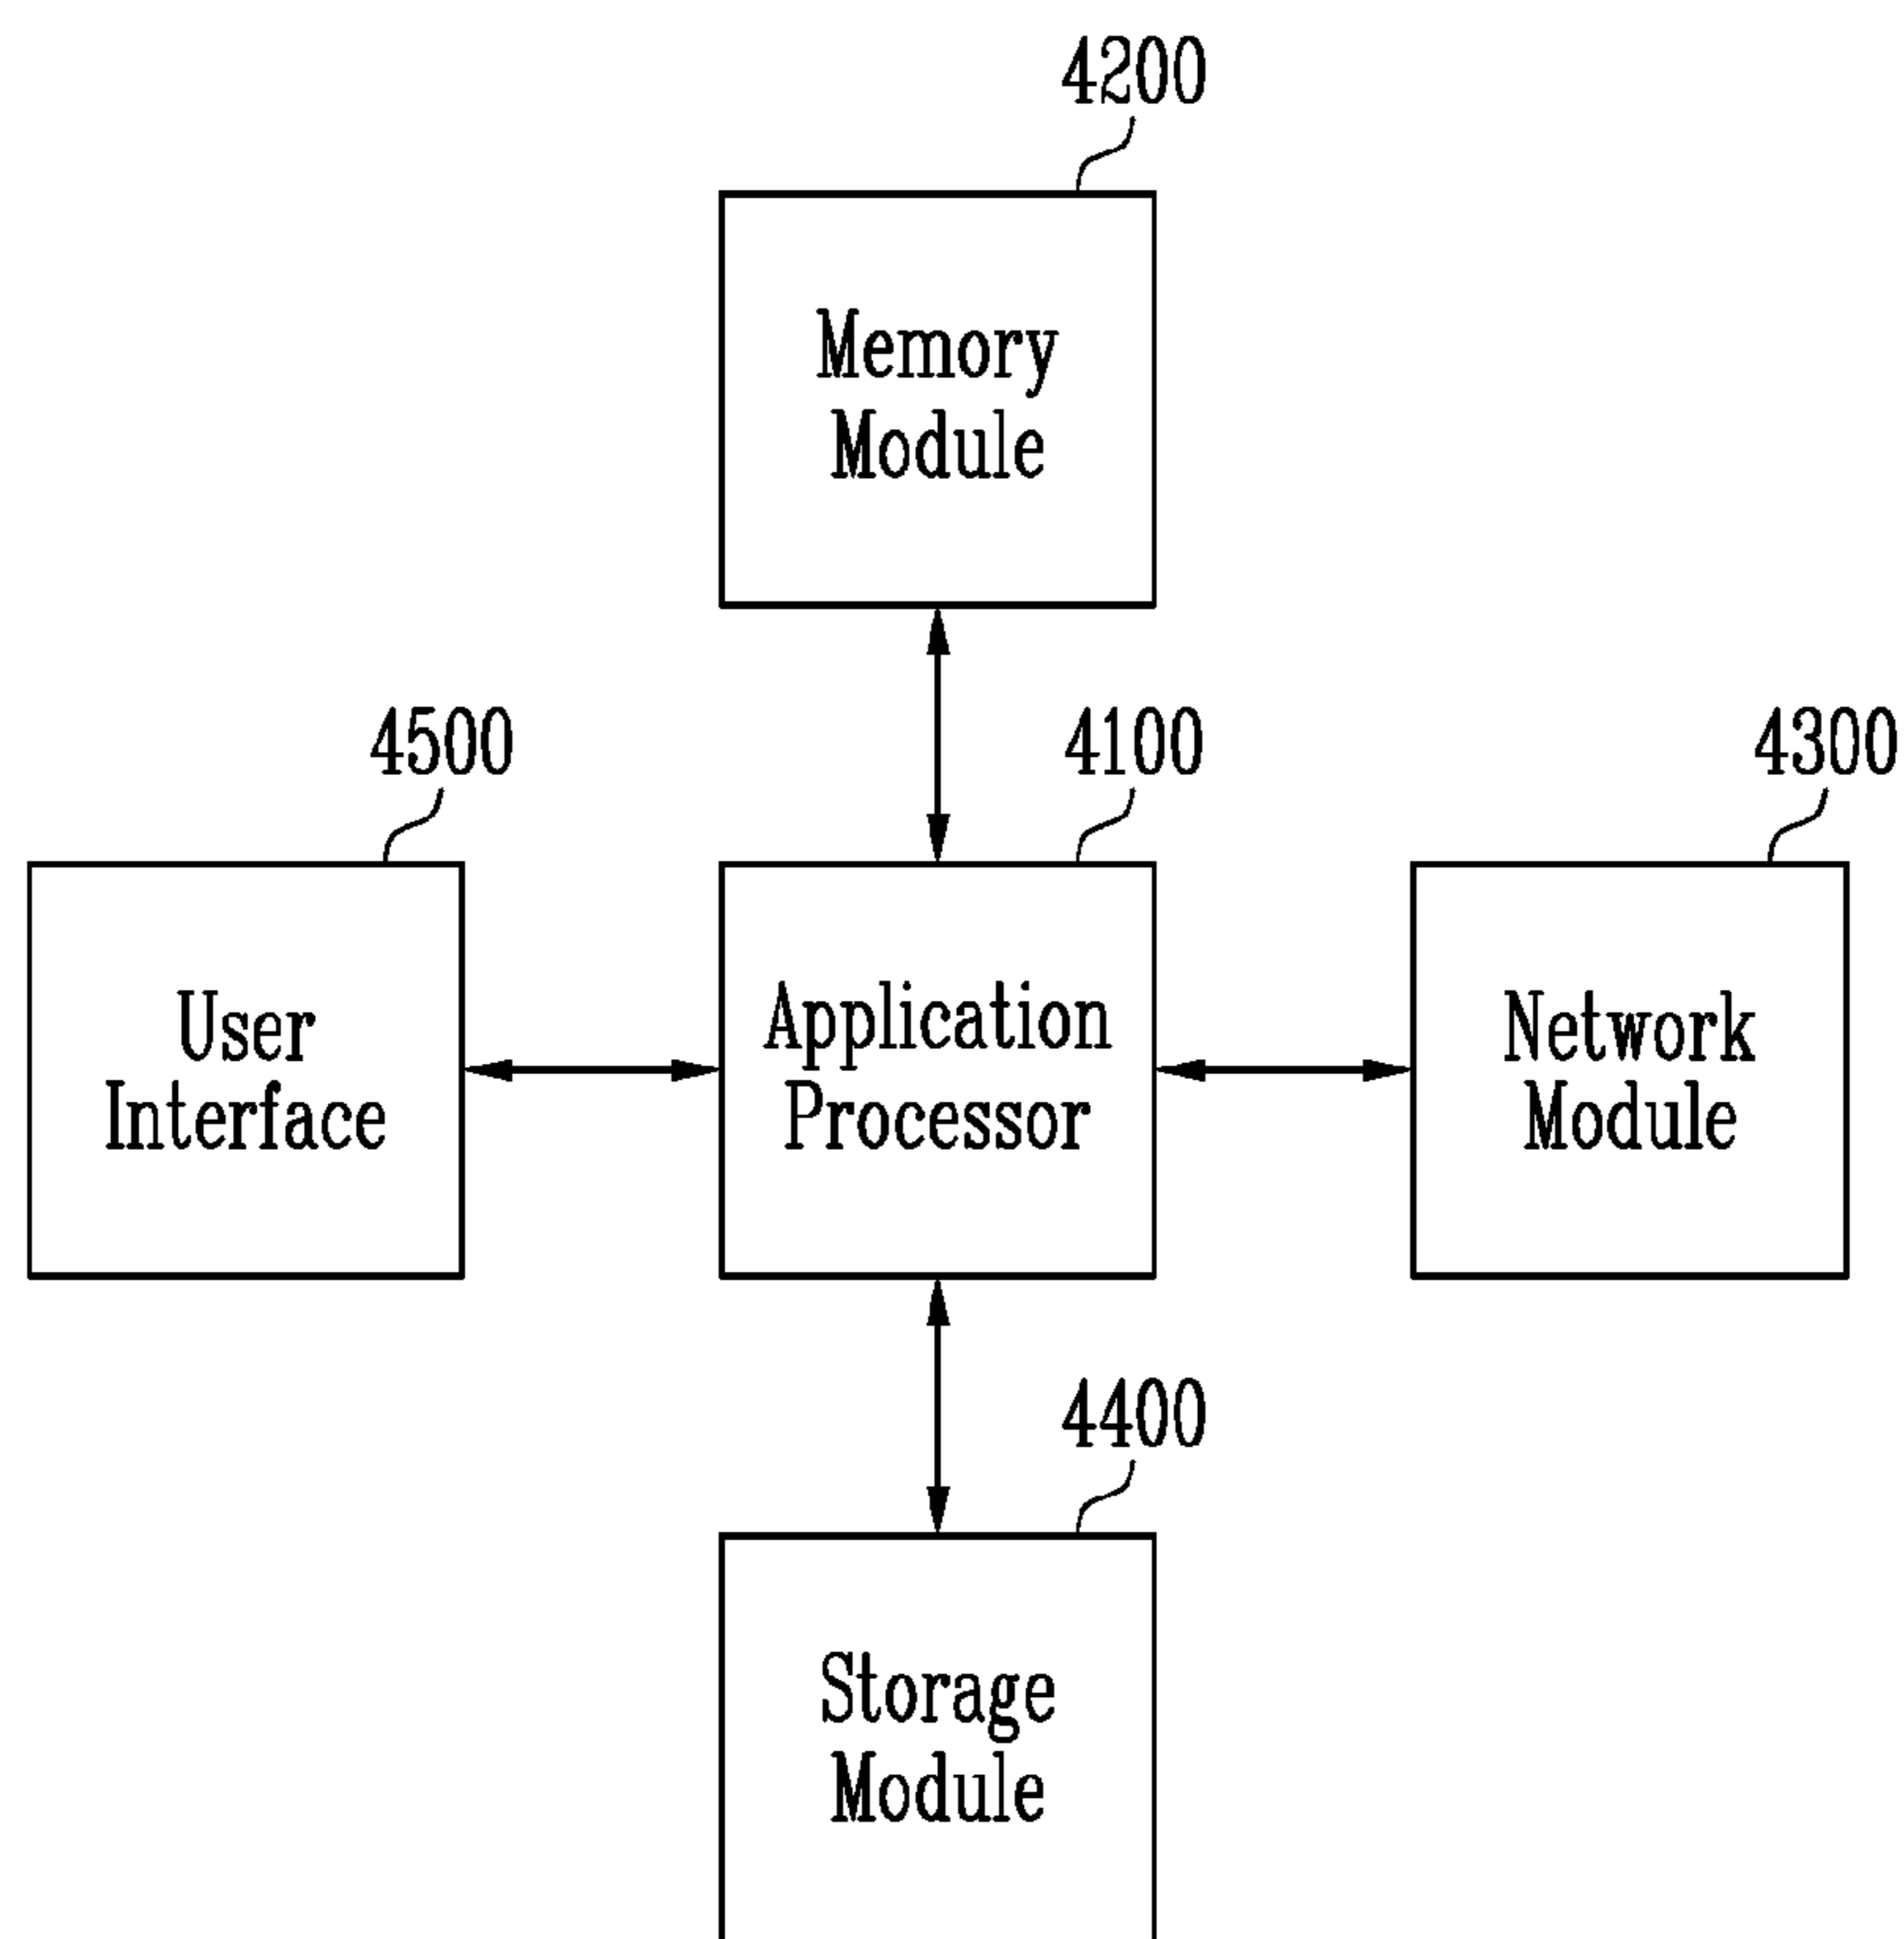 4200
Memory
Module
4500
4100
4300
User
Interface
Application
Processor
Network
Module
4400
Storage
Module